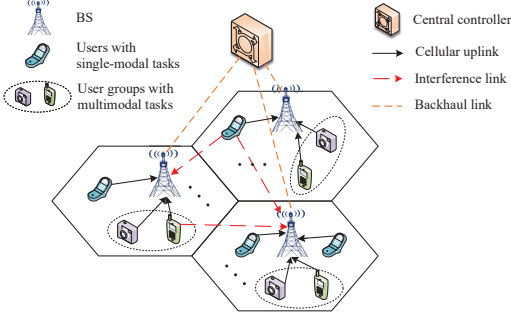 BS
Users with
single-modal tasks
User groups with
multimodal tasks
Central controller
Cellular uplink
Interference link
Backhaul link